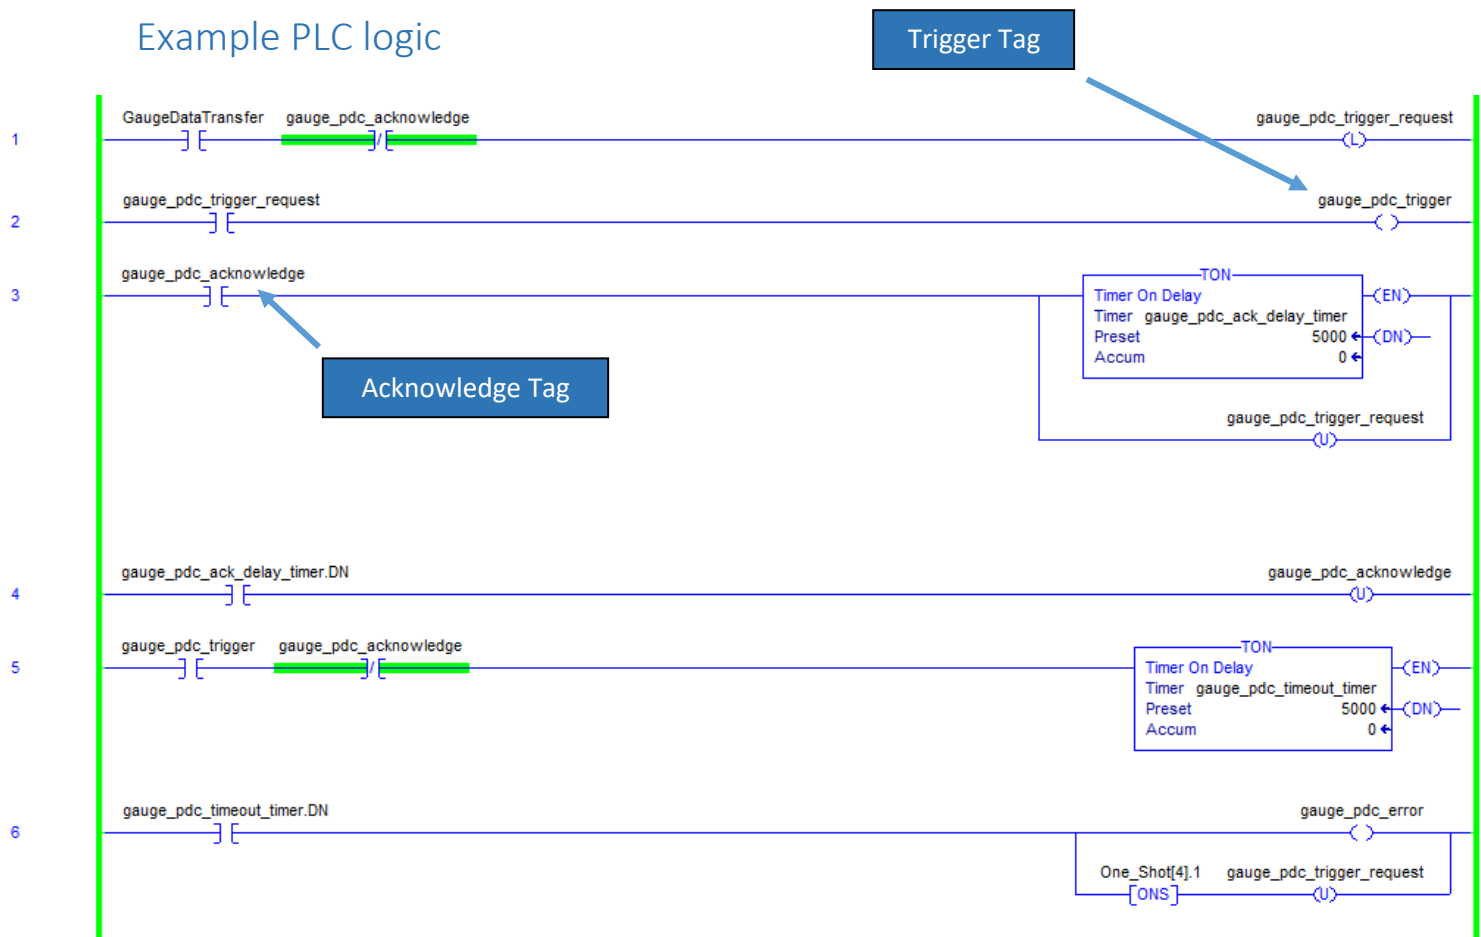 Example PLC logic
Trigger Tag
GaugeDataTransfer gauge_pdc_acknowledge gauge_pdc_trigger_request
1
(L)
gauge_pdc_trigger_request gauge_pdc_trigger
2
gauge_pdc_acknowledge
3
TON
Timer On Delay (EN)
Timer gauge_pdc_ack_delay_timer
Preset 5000 (DN)
Accum 0
Acknowledge Tag
gauge_pdc_trigger_request
(U)
gauge_pdc_ack_delay_timer.DN gauge_pdc_acknowledge
4 (U)
gauge_pdc_trigger gauge_pdc_acknowledge
5
TON
Timer On Delay (EN)
Timer gauge_pdc_timeout_timer
Preset 5000 (DN)
Accum 0
gauge_pdc_timeout_timer.DN gauge_pdc_error
6
One_Shot[4].1 gauge_pdc_trigger_request
[ONS] (U)